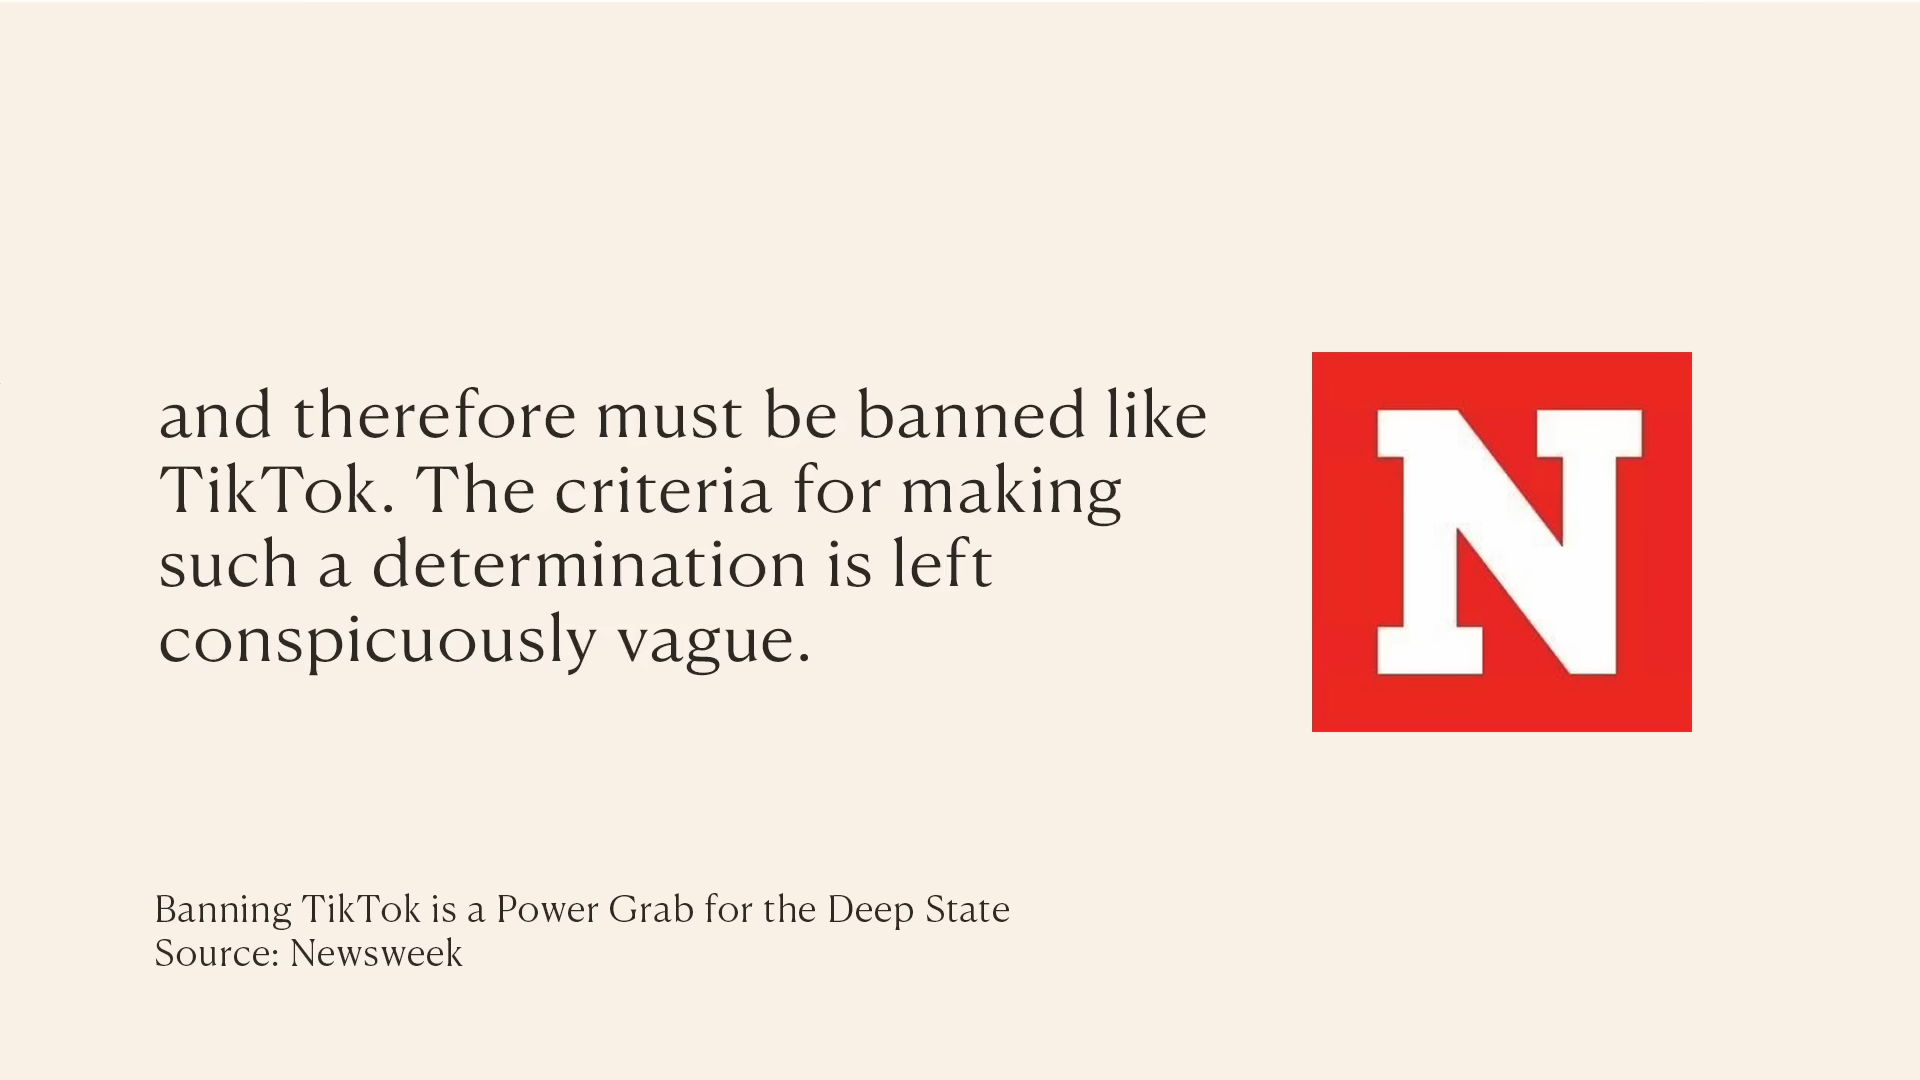 and therefore must be banned like
TikTok. The criteria for making
such a determination is left
conspicuously vague.
N
Banning TikTok is a Power Grab for the Deep State
Source: Newsweek